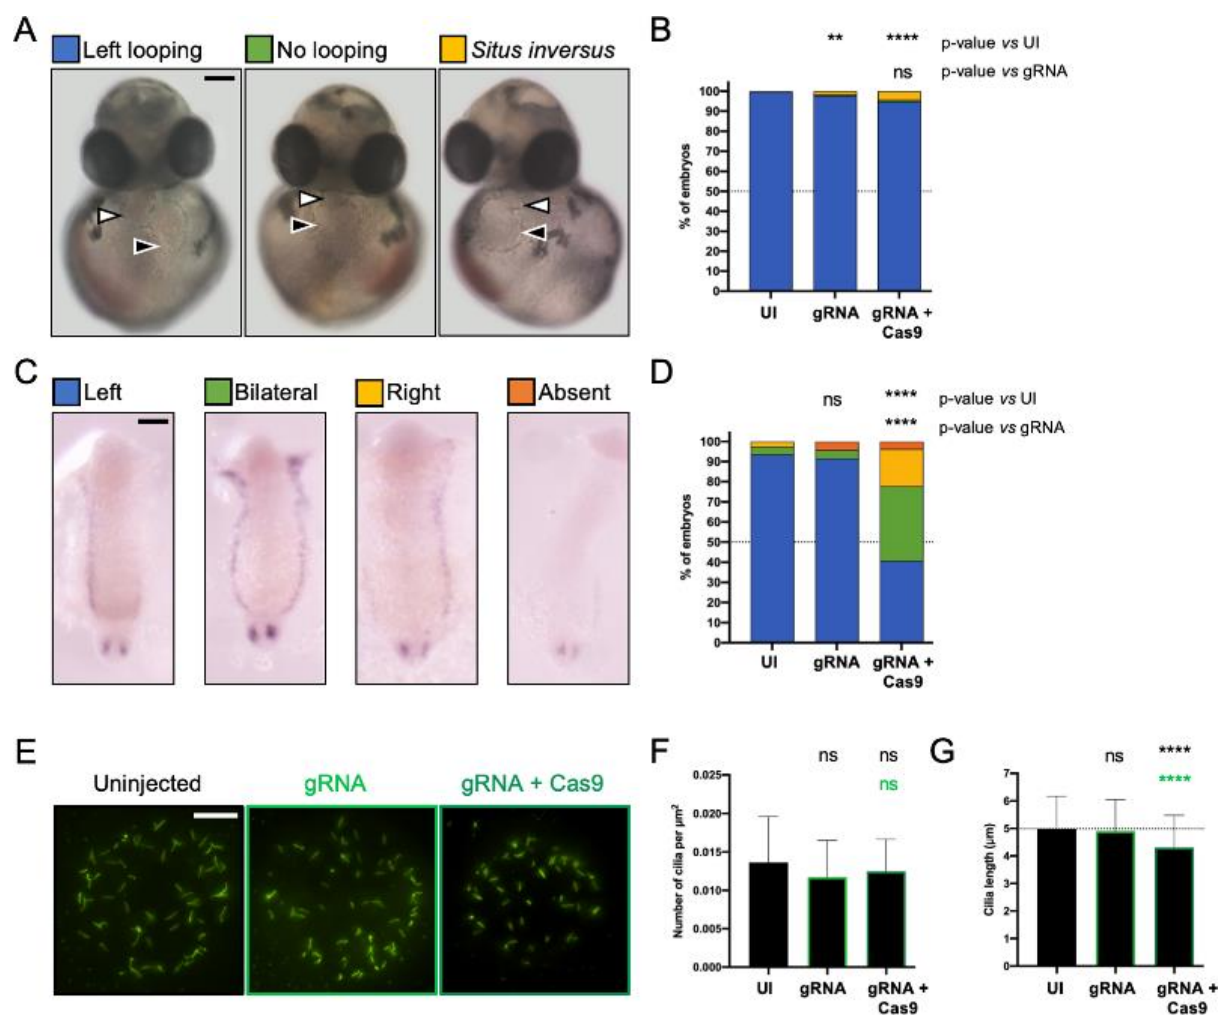 A
Left looping
No looping
Situs inversus
B
** **** p-value vs UI
ns p-value vs gRNA
% of embryos
100
90
80
70
60
50
40
30
20
10
0
UI gRNA gRNA +
Cas9
C
Left
Bilateral
Right
Absent
D
ns **** p-value vs UI
**** p-value vs gRNA
% of embryos
100
90
80
70
60
50
40
30
20
10
0
UI gRNA gRNA +
Cas9
E
Uninjected
gRNA
gRNA + Cas9
F
ns ns
ns
Number of cilia per µm²
0.025
0.020
0.015
0.010
0.005
0.000
UI gRNA gRNA +
Cas9
G
ns ****
****
Cilia length (µm)
7
6
5
4
3
2
1
0
UI gRNA gRNA +
Cas9